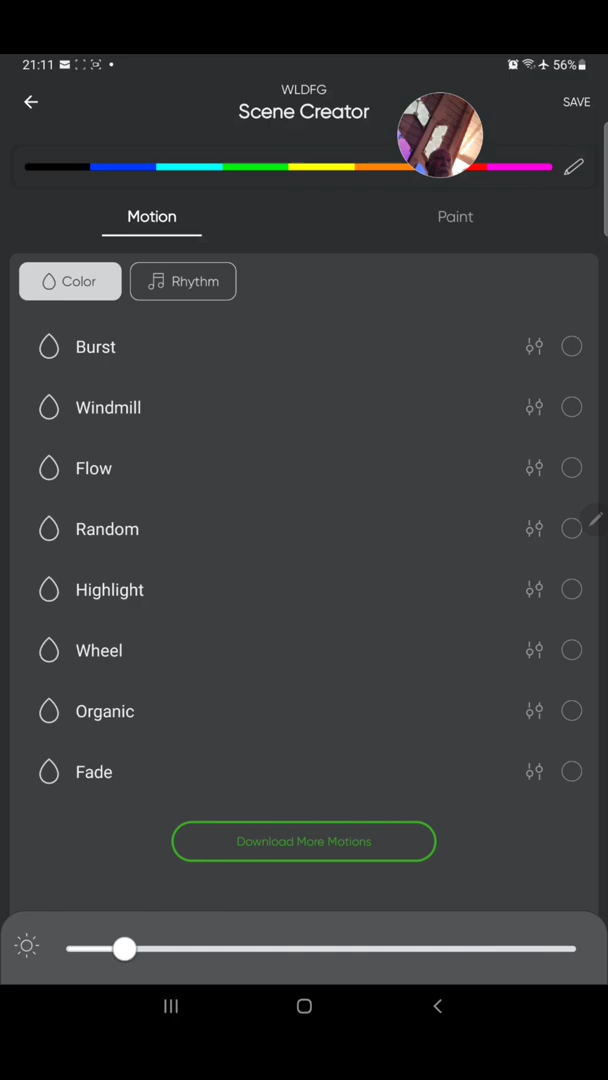 21:11
56%
WLDFG
Scene Creator
SAVE
Motion
Paint
Color
Rhythm
Burst
Windmill
Flow
Random
Highlight
Wheel
Organic
Fade
Download More Motions